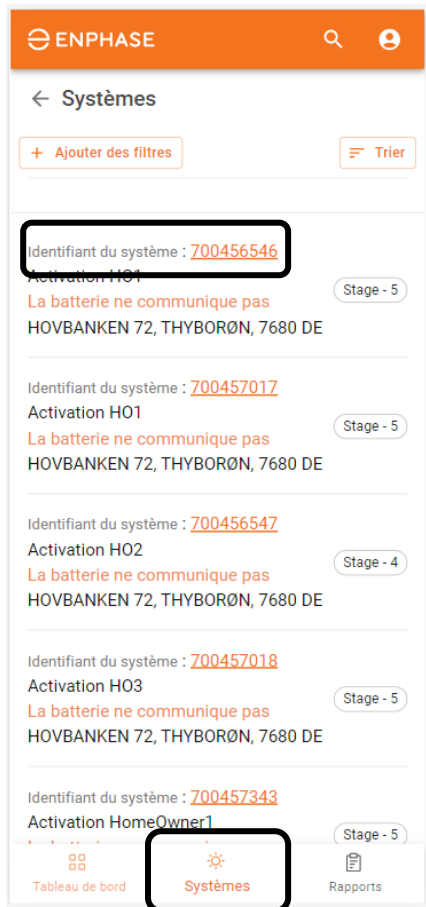 ENPHASE
Systèmes
+ Ajouter des filtres
Trier
Identifiant du système : 700456546
Activation HO1
La batterie ne communique pas
Stage - 5
HOVBANKEN 72, THYBORØN, 7680 DE
Identifiant du système : 700457017
Activation HO1
La batterie ne communique pas
Stage - 5
HOVBANKEN 72, THYBORØN, 7680 DE
Identifiant du système : 700456547
Activation HO2
La batterie ne communique pas
Stage - 4
HOVBANKEN 72, THYBORØN, 7680 DE
Identifiant du système : 700457018
Activation HO3
La batterie ne communique pas
Stage - 5
HOVBANKEN 72, THYBORØN, 7680 DE
Identifiant du système : 700457343
Activation HomeOwner1
Stage - 5
Tableau de bord
Systèmes
Rapports